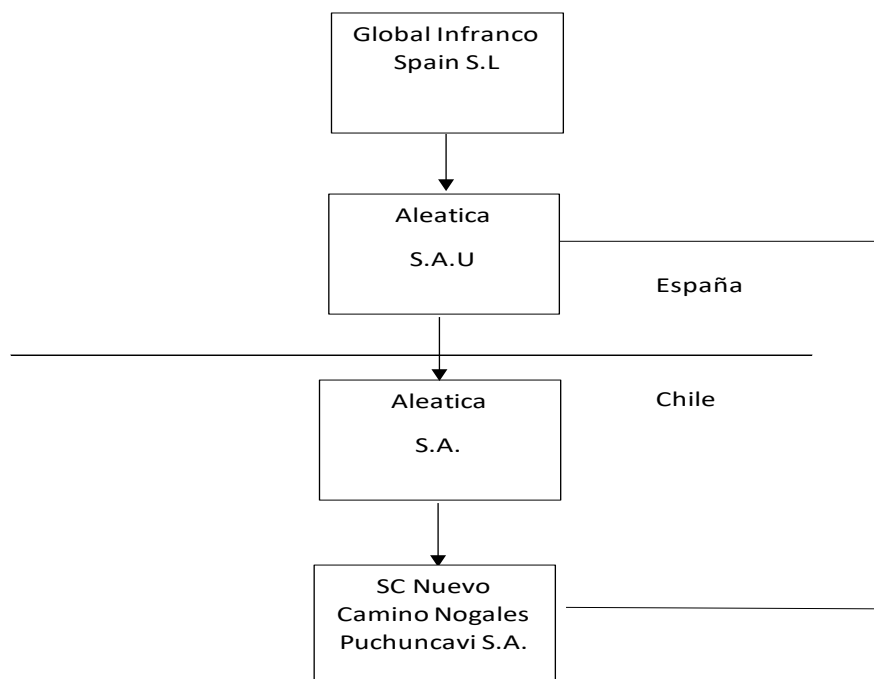 Global Infranco
Spain S.L
Aleatica
S.A.U
España
Aleatica
S.A.
Chile
SC Nuevo
Camino Nogales
Puchuncavi S.A.